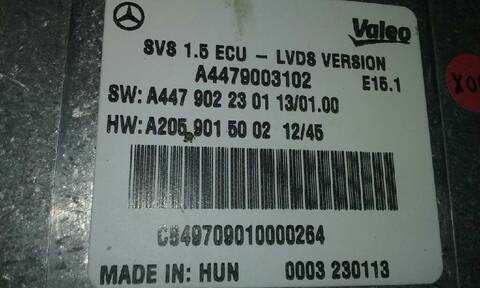 Valeo
SVS 1.5 ECU - LVDS VERSION
A4479003102 E15.1
SW: A447 902 23 01 13/01.00
HW: A205 901 50 02 12/45
C549709010000264
MADE IN: HUN 0003 230113